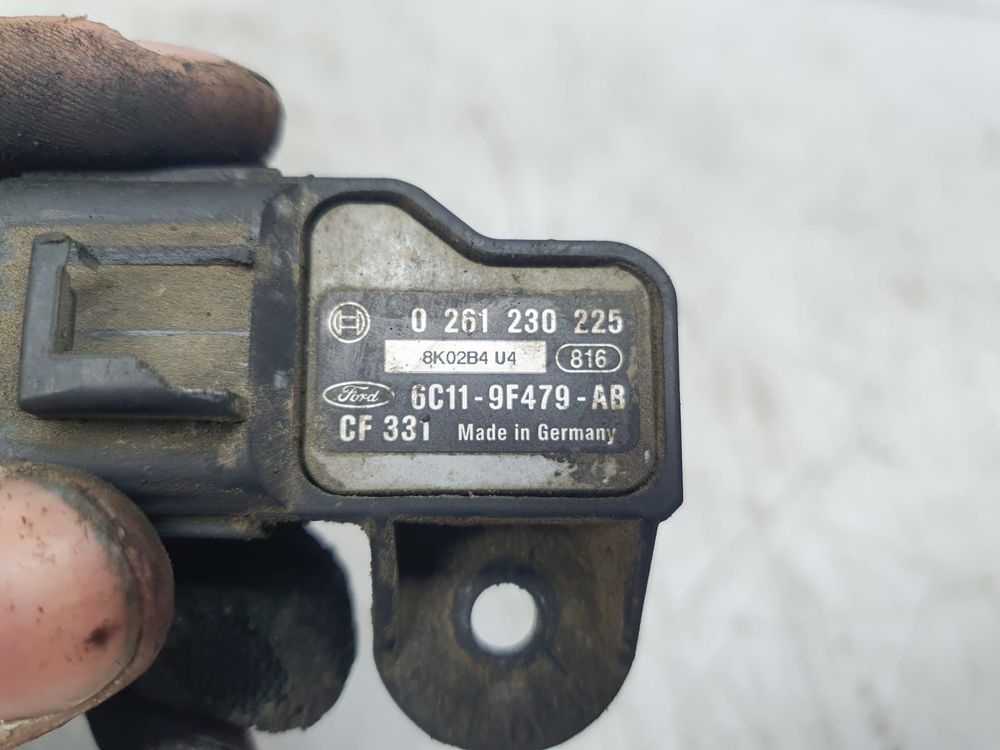 0 261 230 225
8K02B4 U4 816
Ford 6C11-9F479-AB
CF 331 Made in Germany